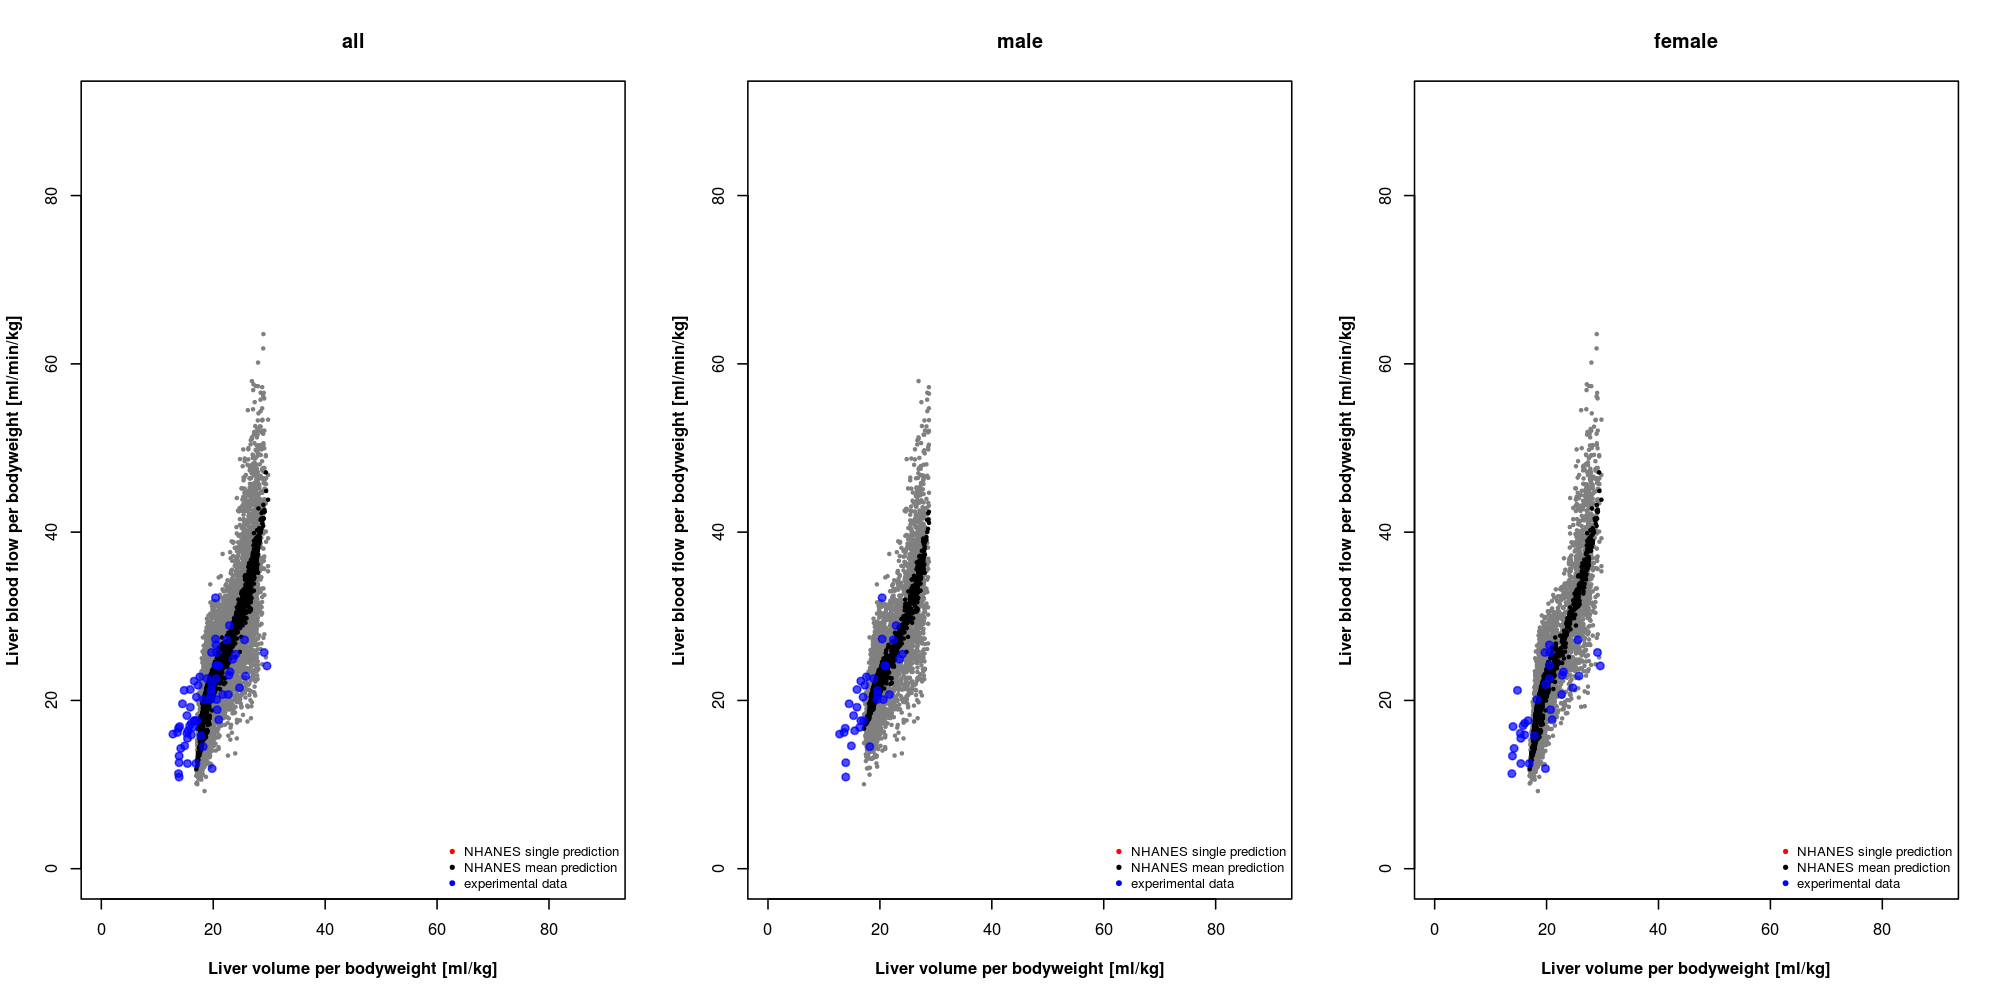 all
Liver blood flow per bodyweight [ml/min/kg]
80
60
40
20
0
NHANES single prediction
NHANES mean prediction
experimental data
0 20 40 60 80
Liver volume per bodyweight [ml/kg]
male
Liver blood flow per bodyweight [ml/min/kg]
80
60
40
20
0
NHANES single prediction
NHANES mean prediction
experimental data
0 20 40 60 80
Liver volume per bodyweight [ml/kg]
female
Liver blood flow per bodyweight [ml/min/kg]
80
60
40
20
0
NHANES single prediction
NHANES mean prediction
experimental data
0 20 40 60 80
Liver volume per bodyweight [ml/kg]